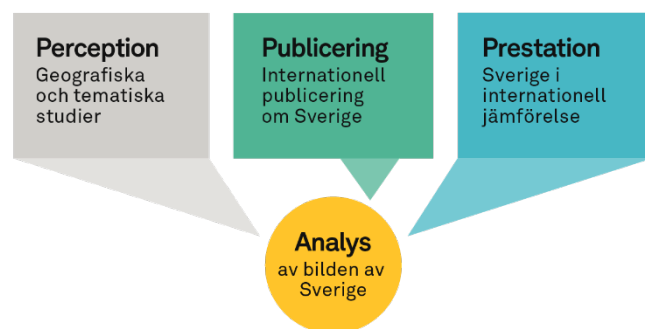 Perception
Geografiska
och tematiska
studier
Publicering
Internationell
publicering
om Sverige
Prestation
Sverige i
internationell
jämförelse
Analys
av bilden av
Sverige